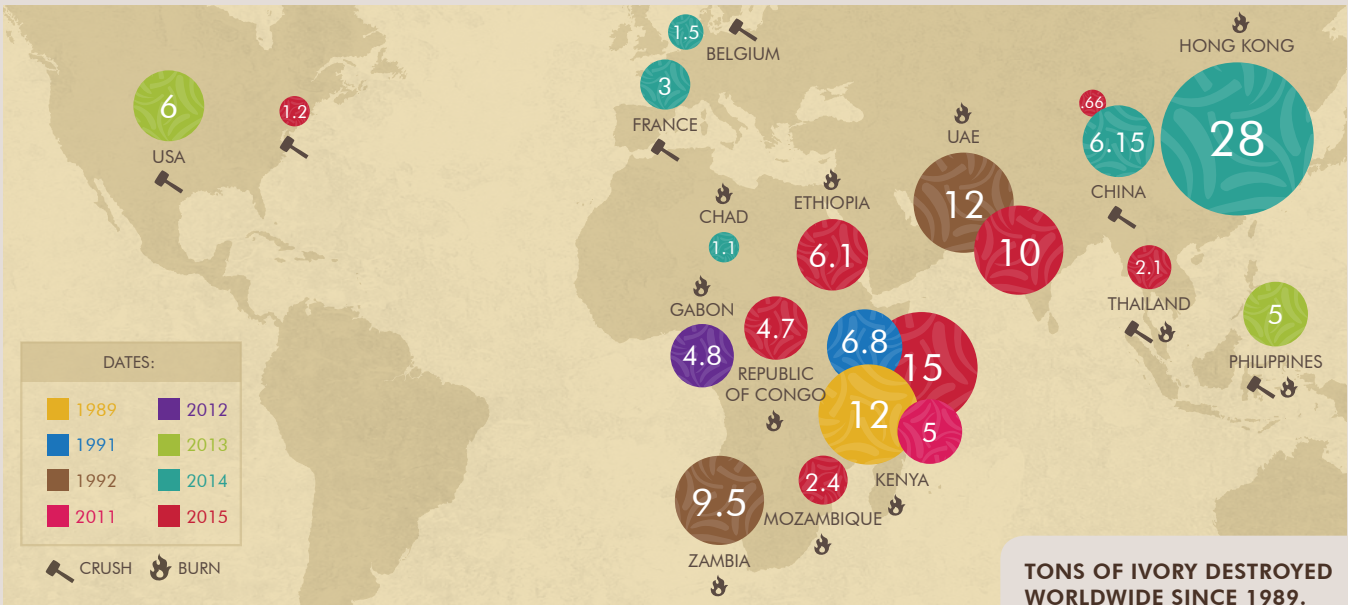 1.5
BELGIUM
HONG KONG
6
USA
1.2
3
FRANCE
UAE
.66
6.15
CHINA
28
CHAD
1.1
ETHIOPIA
6.1
12
10
2.1
THAILAND
GABON
4.8
4.7
REPUBLIC
OF CONGO
6.8
15
12
5
KENYA
5
PHILIPPINES
9.5
ZAMBIA
2.4
MOZAMBIQUE
DATES:
1989
1991
1992
2011
2012
2013
2014
2015
CRUSH
BURN
TONS OF IVORY DESTROYED
WORLDWIDE SINCE 1989.